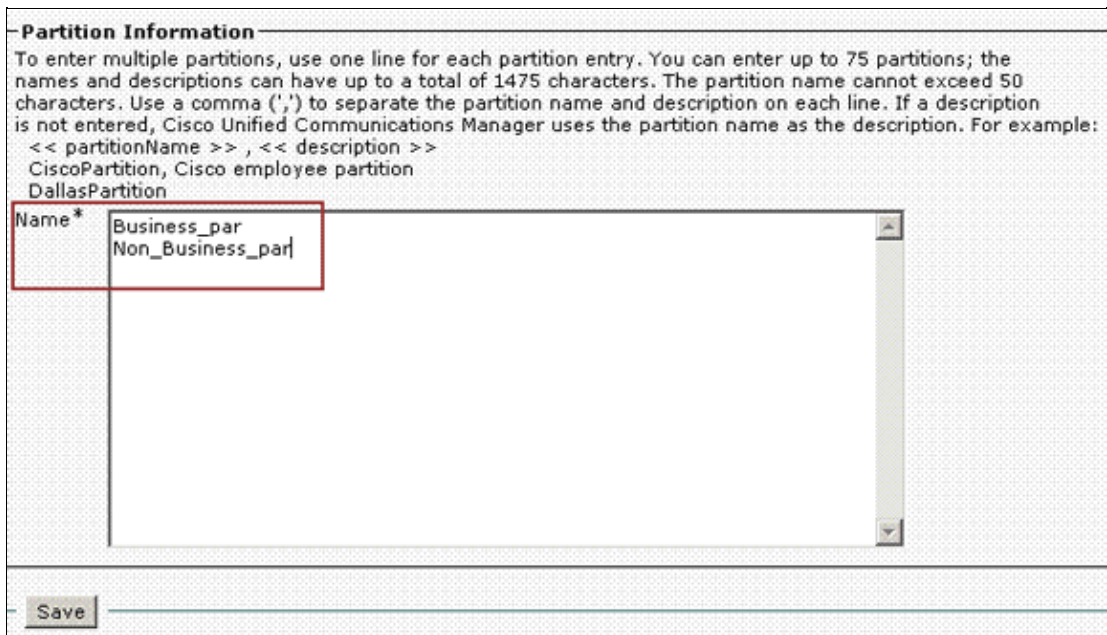 Partition Information
To enter multiple partitions, use one line for each partition entry. You can enter up to 75 partitions; the
names and descriptions can have up to a total of 1475 characters. The partition name cannot exceed 50
characters. Use a comma (',') to separate the partition name and description on each line. If a description
is not entered, Cisco Unified Communications Manager uses the partition name as the description. For example:
<< partitionName >> , << description >>
CiscoPartition, Cisco employee partition
DallasPartition
Name*
Business_par
Non_Business_par
Save